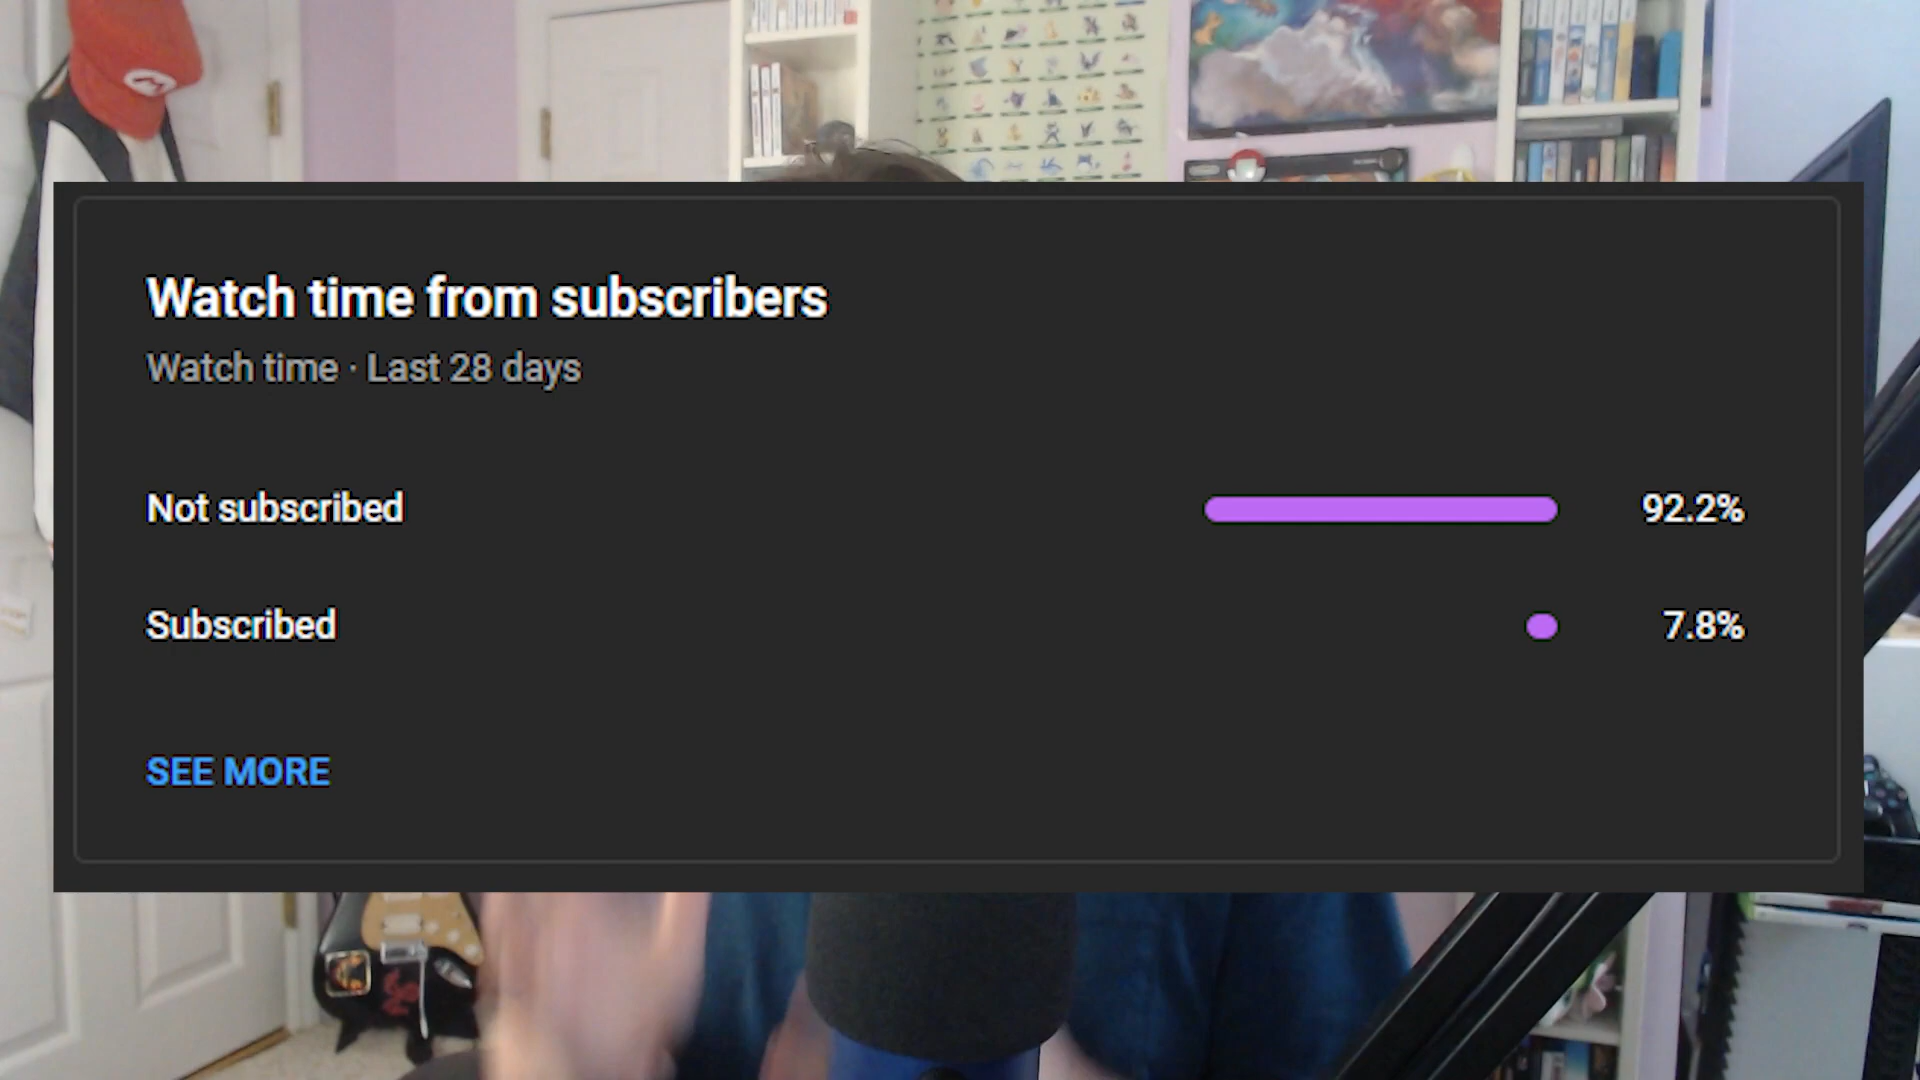 Watch time from subscribers
Watch time · Last 28 days
Not subscribed 92.2%
Subscribed 7.8%
SEE MORE